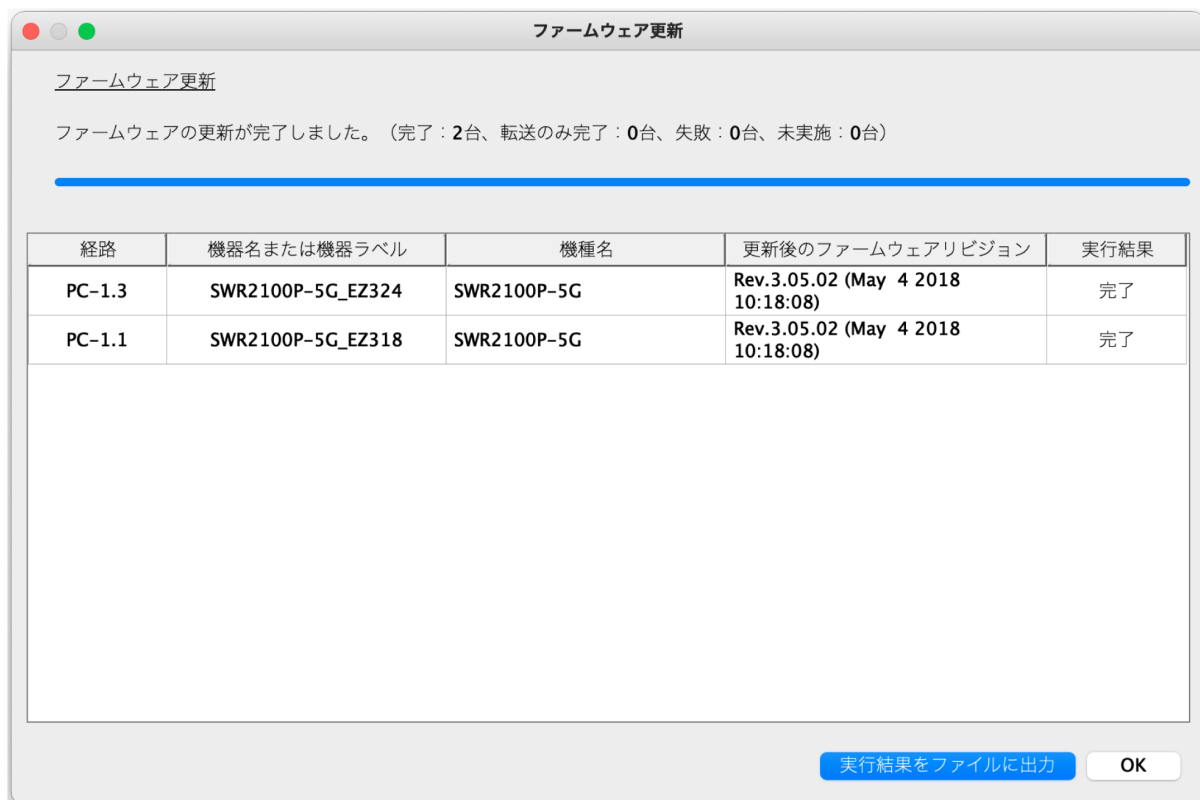 ファームウェア更新
ファームウェア更新
ファームウェアの更新が完了しました。（完了：2台、転送のみ完了：0台、失敗：0台、未実施：0台）
経路 機器名または機器ラベル 機種名 更新後のファームウェアリビジョン 実行結果
PC-1.3 SWR2100P-5G_EZ324 SWR2100P-5G Rev.3.05.02 (May 4 2018
10:18:08) 完了
PC-1.1 SWR2100P-5G_EZ318 SWR2100P-5G Rev.3.05.02 (May 4 2018
10:18:08) 完了
実行結果をファイルに出力 OK